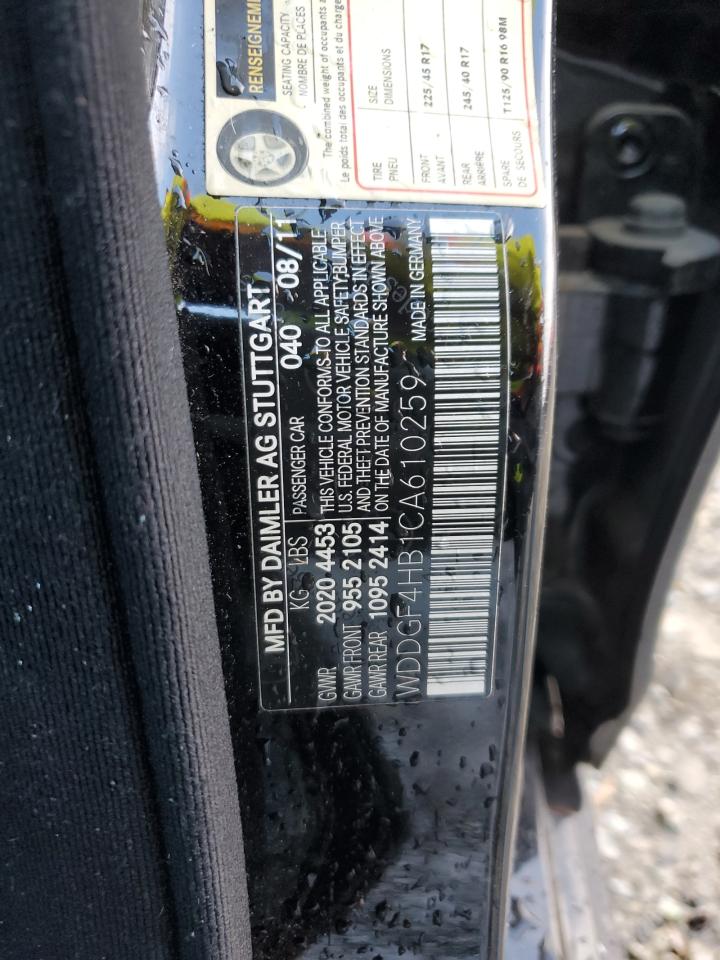 RENSEIGNEME
SEATING CAPACITY
NOMBRE DE PLACES
The combined weight of occupants a
Le poids total des occupants et du charge
TIRE SIZE
PNEU DIMENSIONS
FRONT 225/45 R17
AVANT
REAR 245/40 R17
ARRIÈRE
SPARE T125/90 R16 98M
DE SECOURS
MFD BY DAIMLER AG STUTTGART
KG LBS PASSENGER CAR 040 08/11
GVWR 2020 4453 THIS VEHICLE CONFORMS TO ALL APPLICABLE
GAWR FRONT 955 2105 U.S. FEDERAL MOTOR VEHICLE SAFETY, BUMPER
AND THEFT PREVENTION STANDARDS IN EFFECT
GAWR REAR 1095 2414 ON THE DATE OF MANUFACTURE SHOWN ABOVE
WDDGF4HB1CA610259 MADE IN GERMANY